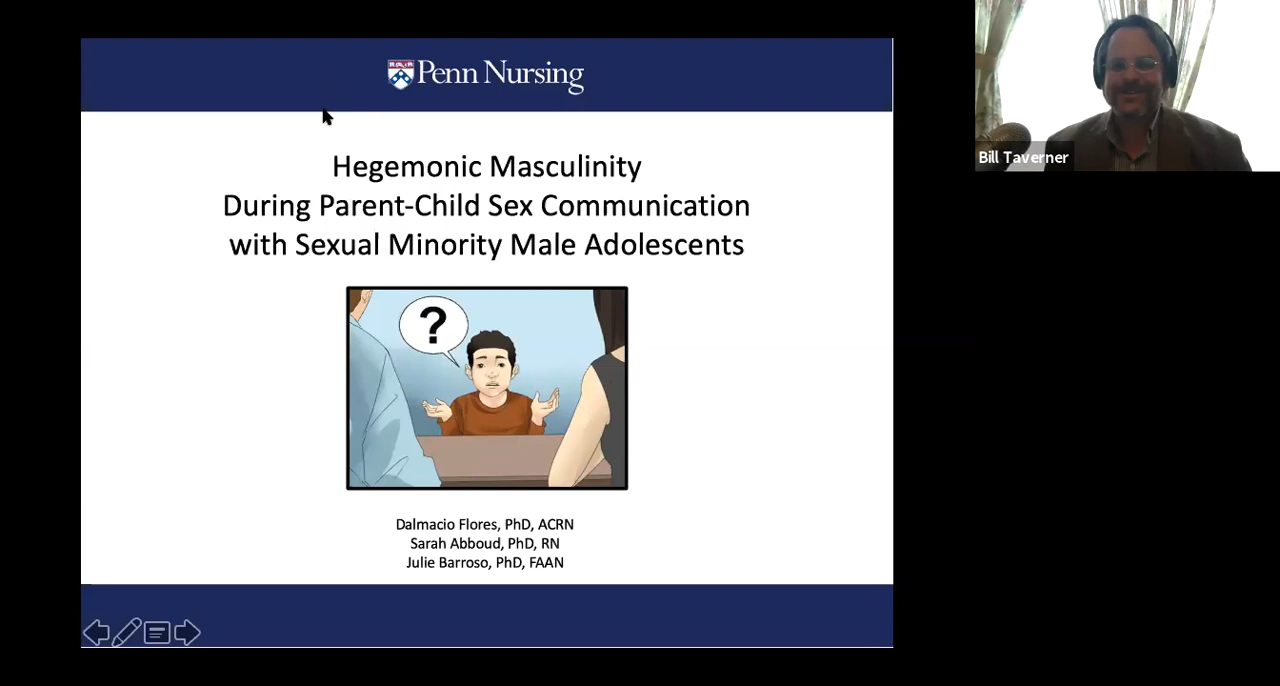 Penn Nursing
Hegemonic Masculinity
During Parent-Child Sex Communication
with Sexual Minority Male Adolescents
?
Dalmacio Flores, PhD, ACRN
Sarah Abboud, PhD, RN
Julie Barroso, PhD, FAAN
Bill Taverner